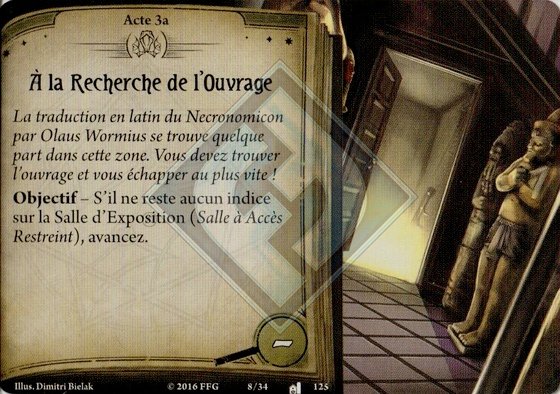 Acte 3a
À la Recherche de l'Ouvrage
La traduction en latin du Necronomicon
par Olaus Wormius se trouve quelque
part dans cette zone. Vous devez trouver
l'ouvrage et vous échapper au plus vite !
Objectif – S'il ne reste aucun indice
sur la Salle d'Exposition (Salle à Accès
Restreint), avancez.
–
Illus. Dimitri Bielak © 2016 FFG 8/34 125